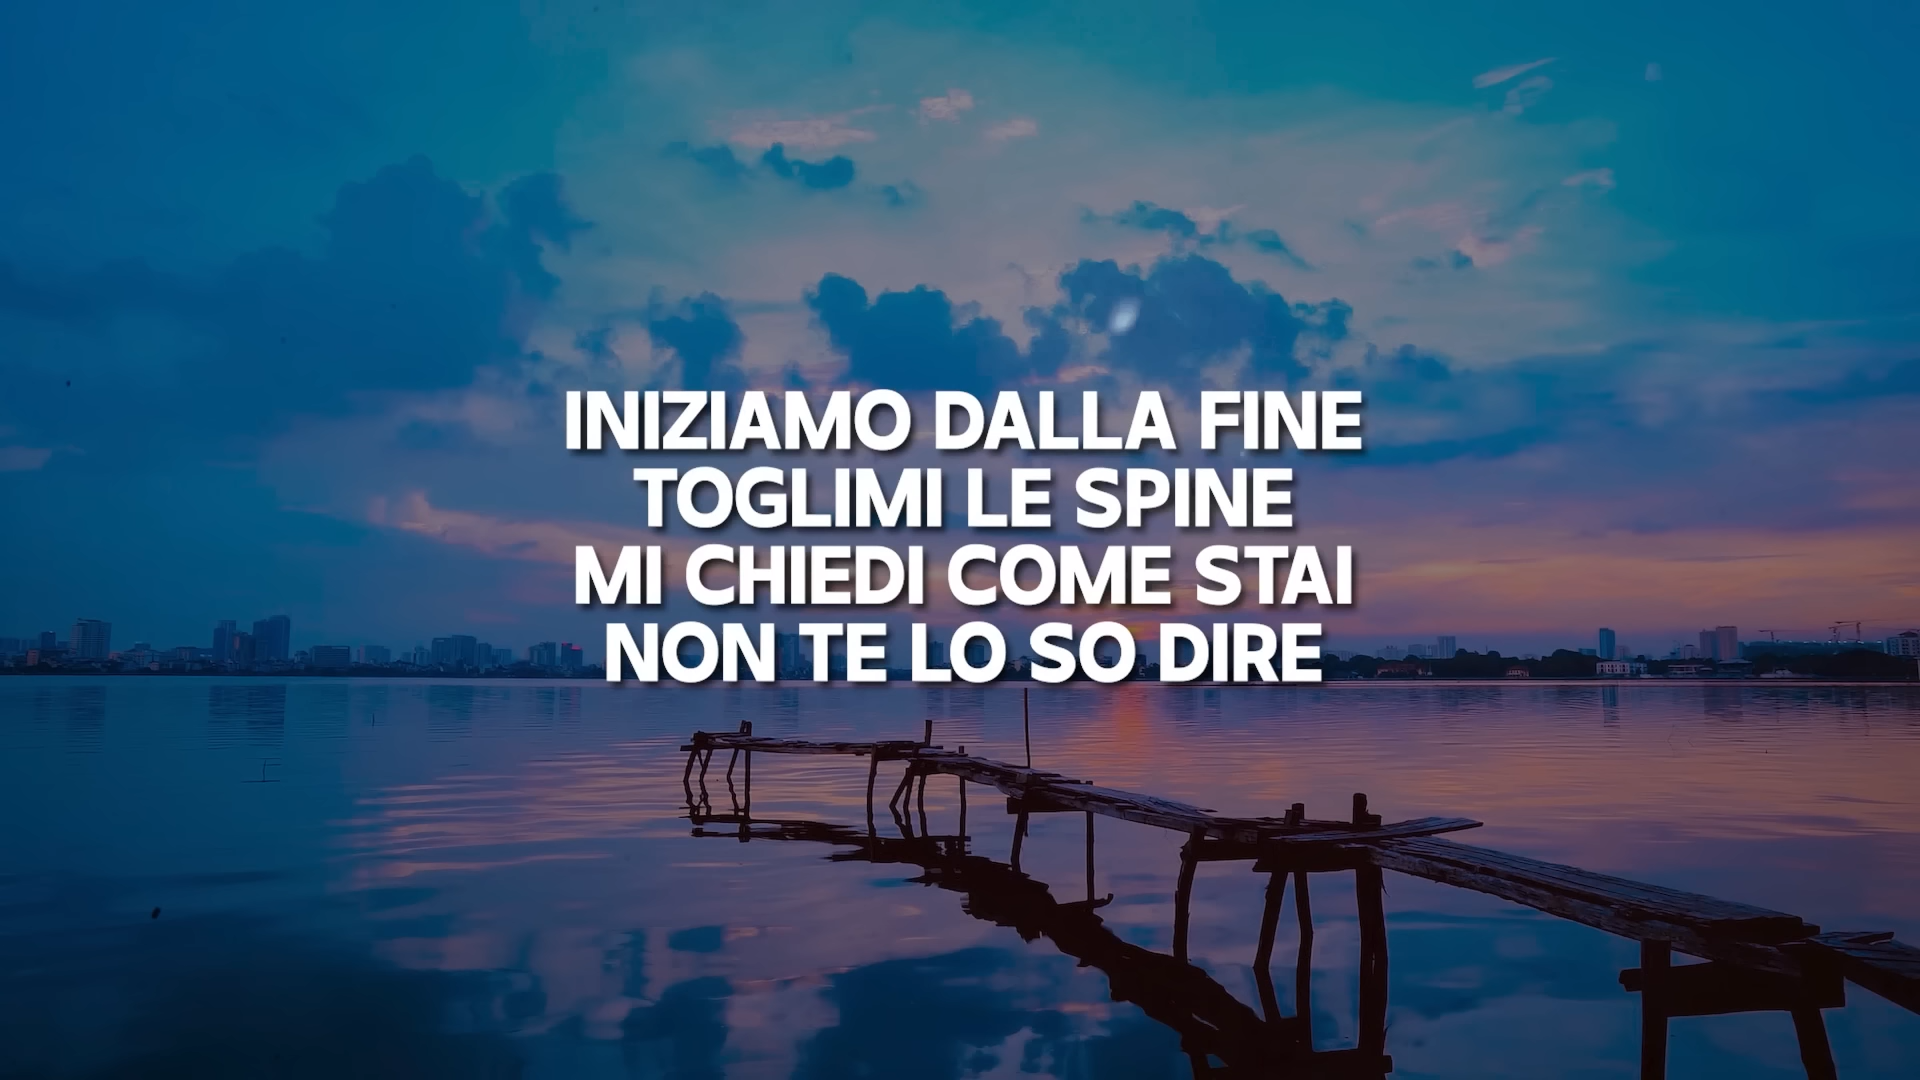 INIZIAMO DALLA FINE
TOGLIMI LE SPINE
MI CHIEDI COME STAI
NON TE LO SO DIRE